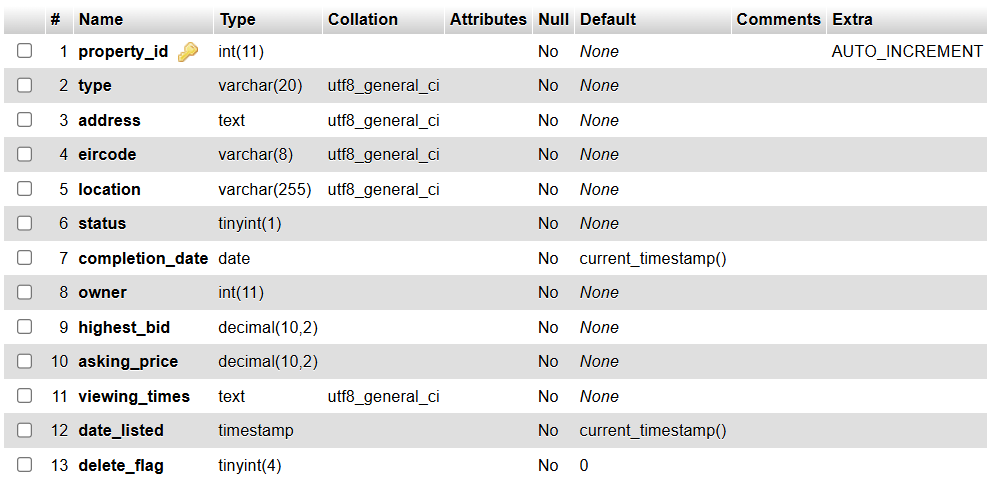 # Name Type Collation Attributes Null Default Comments Extra
1 property_id int(11) No None AUTO_INCREMENT
2 type varchar(20) utf8_general_ci No None
3 address text utf8_general_ci No None
4 eircode varchar(8) utf8_general_ci No None
5 location varchar(255) utf8_general_ci No None
6 status tinyint(1) No None
7 completion_date date No current_timestamp()
8 owner int(11) No None
9 highest_bid decimal(10,2) No None
10 asking_price decimal(10,2) No None
11 viewing_times text utf8_general_ci No None
12 date_listed timestamp No current_timestamp()
13 delete_flag tinyint(4) No 0